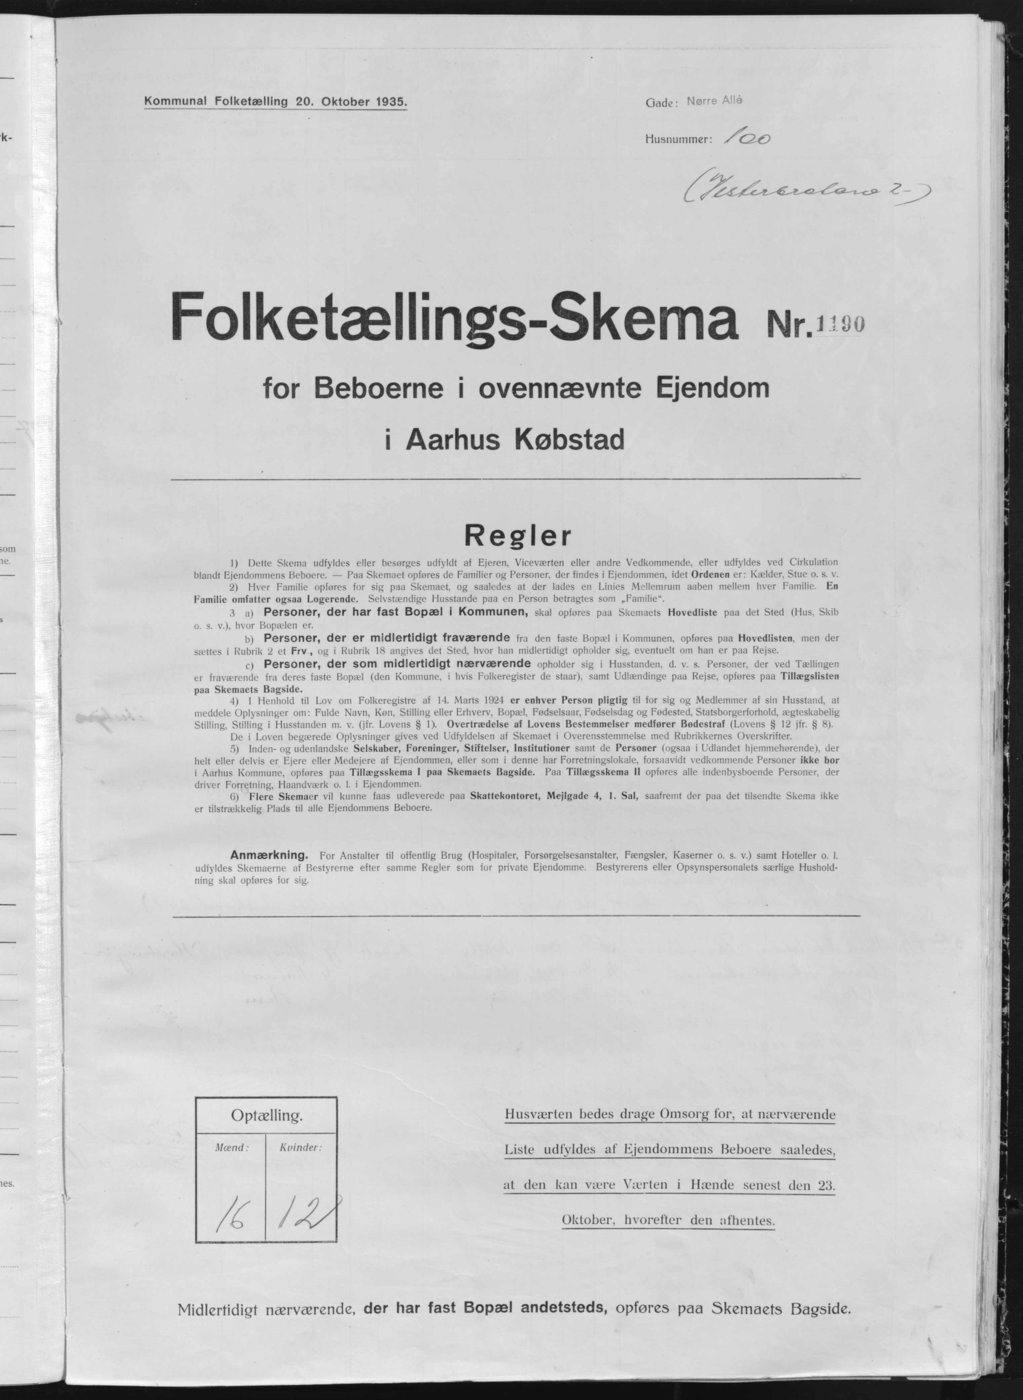 Kommunal Folketælling 20. Oktober 1935.
Gade: Nørre Allé
Husnummer: 100
Folketællings-Skema Nr. 1190
for Beboerne i ovennævnte Ejendom
i Aarhus Købstad
Regler
1) Dette Skema udfyldes eller besørges udfyldt af Ejeren, Viceværten eller andre Vedkommende, eller udfyldes ved Cirkulation
blandt Ejendommens Beboere. — Paa Skemaet opføres de Familier og Personer, der findes i Ejendommen, idet Ordenen er: Kælder, Stue o. s. v.
2) Hver Familie opføres for sig paa Skemaet, og saaledes at der lades en Linies Mellemrum aaben mellem hver Familie. En
Familie omfatter ogsaa Logerende. Selvstændige Husstande paa en Person betragtes som „Familie“.
3 a) Personer, der har fast Bopæl i Kommunen, skal opføres paa Skemaets Hovedliste paa det Sted (Hus, Skib
o. s. v.), hvor Bopælen er.
b) Personer, der er midlertidigt fraværende fra den faste Bopæl i Kommunen, opføres paa Hovedlisten, men der
sættes i Rubrik 2 et Frv., og i Rubrik 18 angives det Sted, hvor han midlertidigt opholder sig, eventuelt om han er paa Rejse.
c) Personer, der som midlertidigt nærværende opholder sig i Husstanden, d. v. s. Personer, der ved Tællingen
er fraværende fra deres faste Bopæl (den Kommune, i hvis Folkeregister de staar), samt Udlændinge paa Rejse, opføres paa Tillægslisten
paa Skemaets Bagside.
4) I Henhold til Lov om Folkeregistre af 14. Marts 1924 er enhver Person pligtig til for sig og Medlemmer af sin Husstand, at
meddele Oplysninger om: Fulde Navn, Køn, Stilling eller Erhverv, Bopæl, Fødselsaar, Fødselsdag og Fødested, Statsborgerforhold, ægteskabelig
Stilling, Stilling i Husstanden m. v. (jfr. Lovens § 1). Overtrædelse af Lovens Bestemmelser medfører Bødestraf (Lovens § 12 jfr. § 8).
De i Loven begærede Oplysninger gives ved Udfyldelsen af Skemaet i Overensstemmelse med Rubrikkernes Overskrifter.
5) Inden- og udenlandske Selskaber, Foreninger, Stiftelser, Institutioner samt de Personer (ogsaa i Udlandet hjemmehørende), der
helt eller delvis er Ejere eller Medejere af Ejendommen, eller som i denne har Forretningslokale, forsaavidt vedkommende Personer ikke bor
i Aarhus Kommune, opføres paa Tillægsskema I paa Skemaets Bagside. Paa Tillægsskema II opføres alle indenbysboende Personer, der
driver Forretning, Haandværk o. l. i Ejendommen.
6) Flere Skemaer vil kunne faas udleverede paa Skattekontoret, Mejlgade 4, 1. Sal, saafremt der paa det tilsendte Skema ikke
er tilstrækkelig Plads til alle Ejendommens Beboere.
Anmærkning. For Anstalter til offentlig Brug (Hospitaler, Forsørgelsesanstalter, Fængsler, Kaserner o. s. v.) samt Hoteller o. l.
udfyldes Skemaerne af Bestyrerne efter samme Regler som for private Ejendomme. Bestyrerens eller Opsynspersonalets særlige Hushold-
ning skal opføres for sig.
Optælling.
Mænd: Kvinder:
16 12
Husværten bedes drage Omsorg for, at nærværende
Liste udfyldes af Ejendommens Beboere saaledes,
at den kan være Værten i Hænde senest den 23.
Oktober, hvorefter den afhentes.
Midlertidigt nærværende, der har fast Bopæl andetsteds, opføres paa Skemaets Bagside.